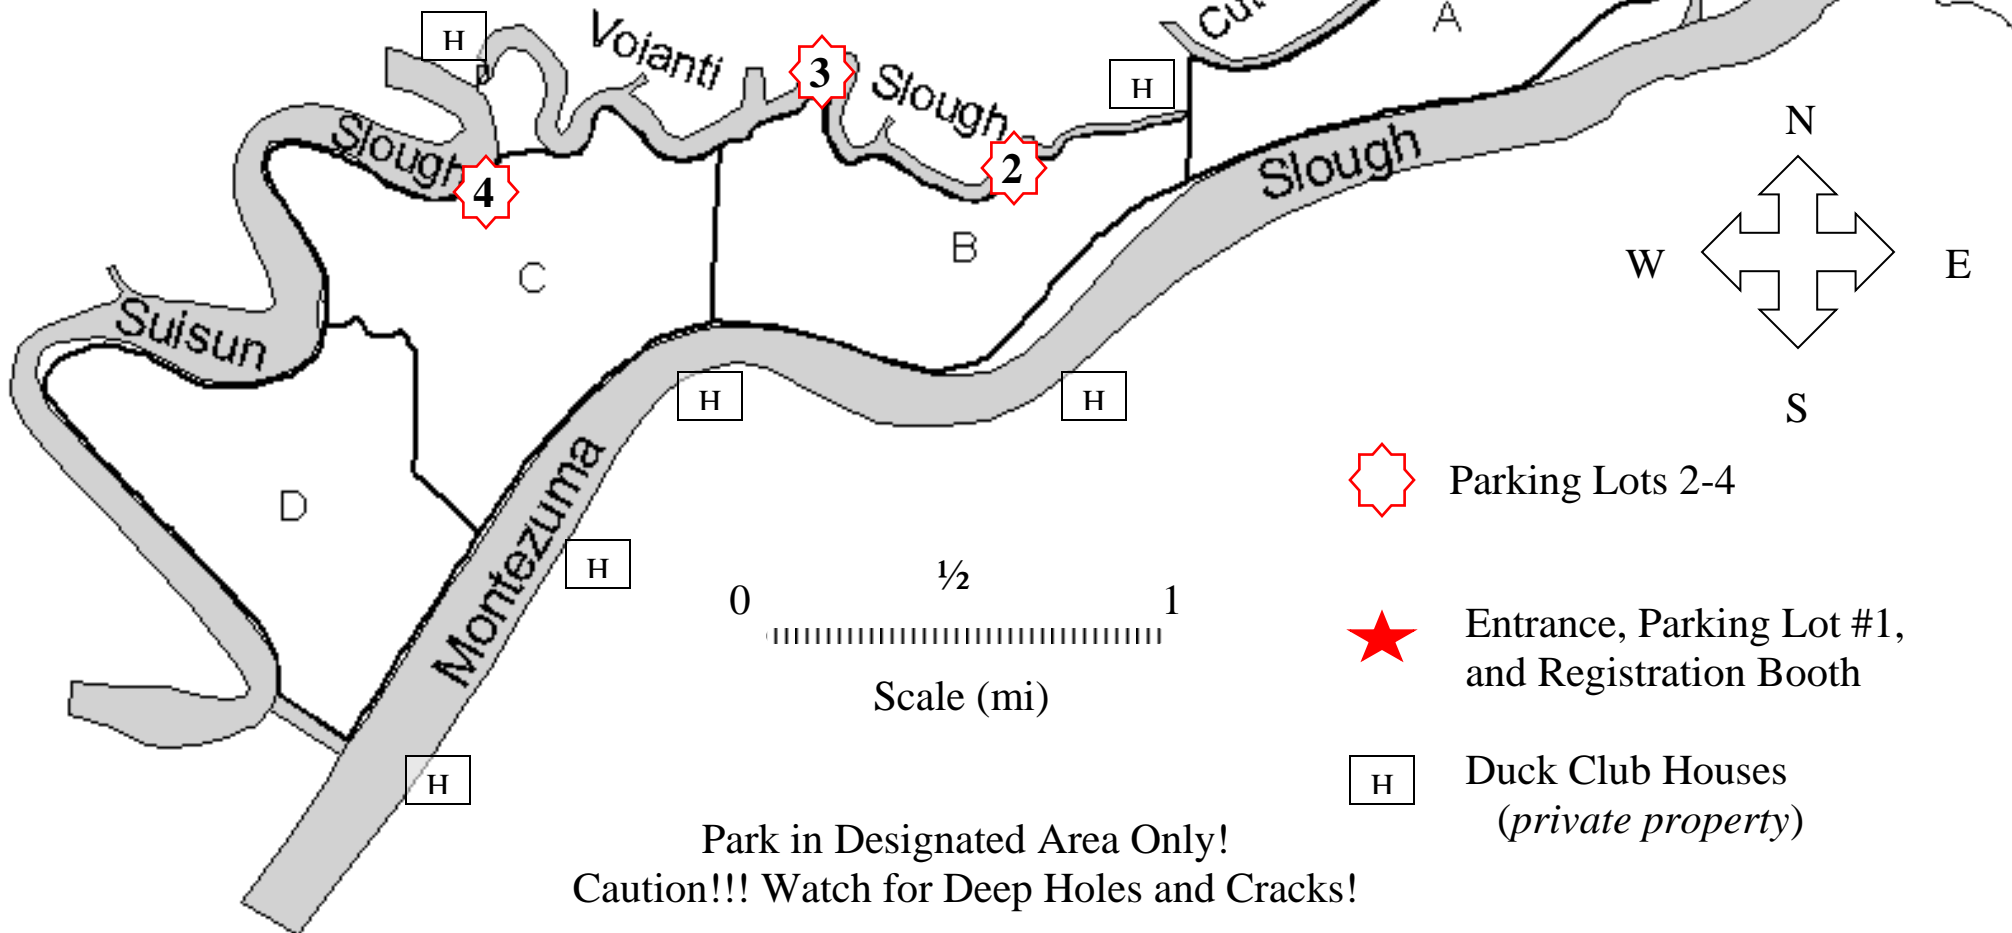 H
Voianti
3
Slough
2
H
A
Slough
4
Slough
N
W
E
S
B
C
Suisun
H
H
D
Montezuma
H
H
Parking Lots 2-4
0
½
1
Scale (mi)
Entrance, Parking Lot #1,
and Registration Booth
H
Duck Club Houses
(private property)
Park in Designated Area Only!
Caution!!! Watch for Deep Holes and Cracks!